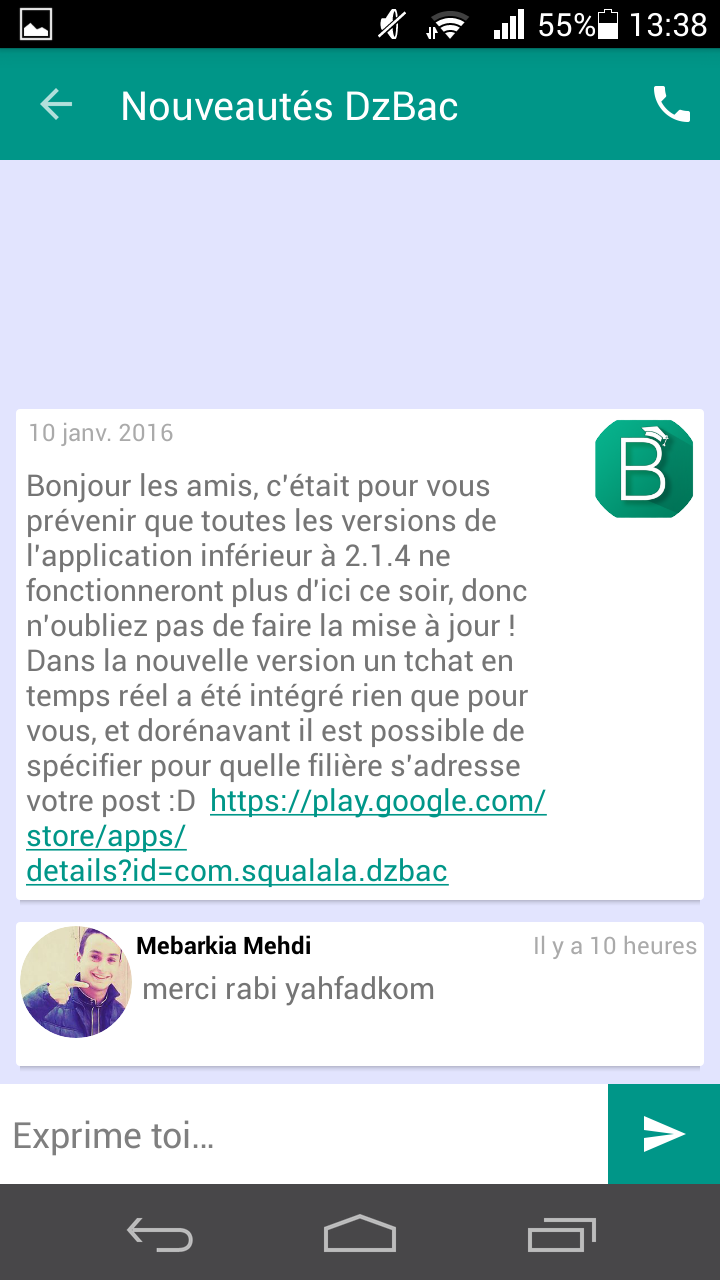 55% 13:38
Nouveautés DzBac
10 janv. 2016
B
Bonjour les amis, c'était pour vous
prévenir que toutes les versions de
l'application inférieur à 2.1.4 ne
fonctionneront plus d'ici ce soir, donc
n'oubliez pas de faire la mise à jour !
Dans la nouvelle version un tchat en
temps réel a été intégré rien que pour
vous, et dorénavant il est possible de
spécifier pour quelle filière s'adresse
votre post :D https://play.google.com/
store/apps/
details?id=com.squalala.dzbac
Mebarkia Mehdi Il y a 10 heures
merci rabi yahfadkom
Exprime toi...